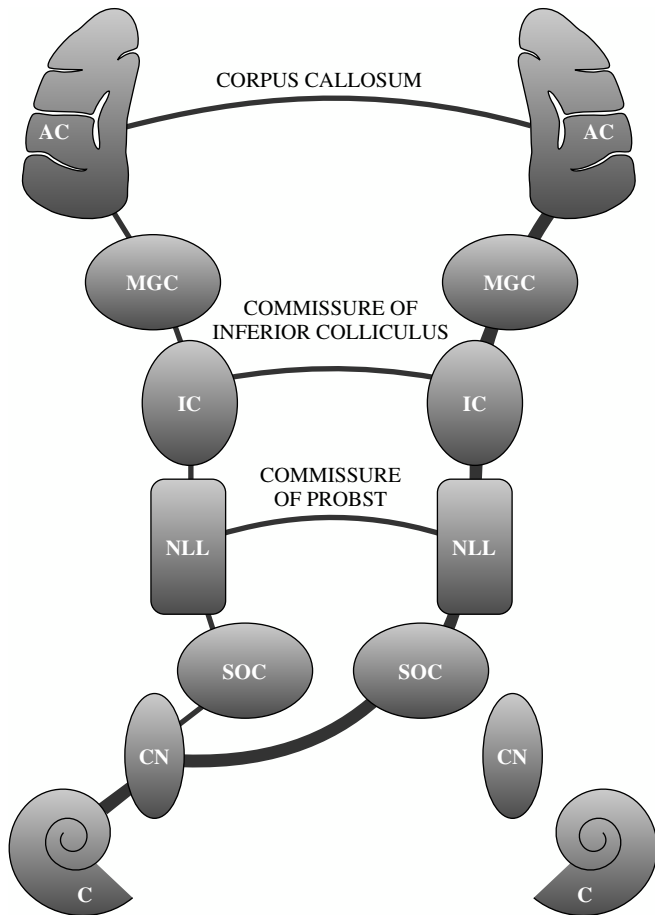 CORPUS CALLOSUM
AC
AC
MGC
MGC
COMMISSURE OF
INFERIOR COLLICULUS
IC
IC
COMMISSURE
OF PROBST
NLL
NLL
SOC
SOC
CN
CN
C
C